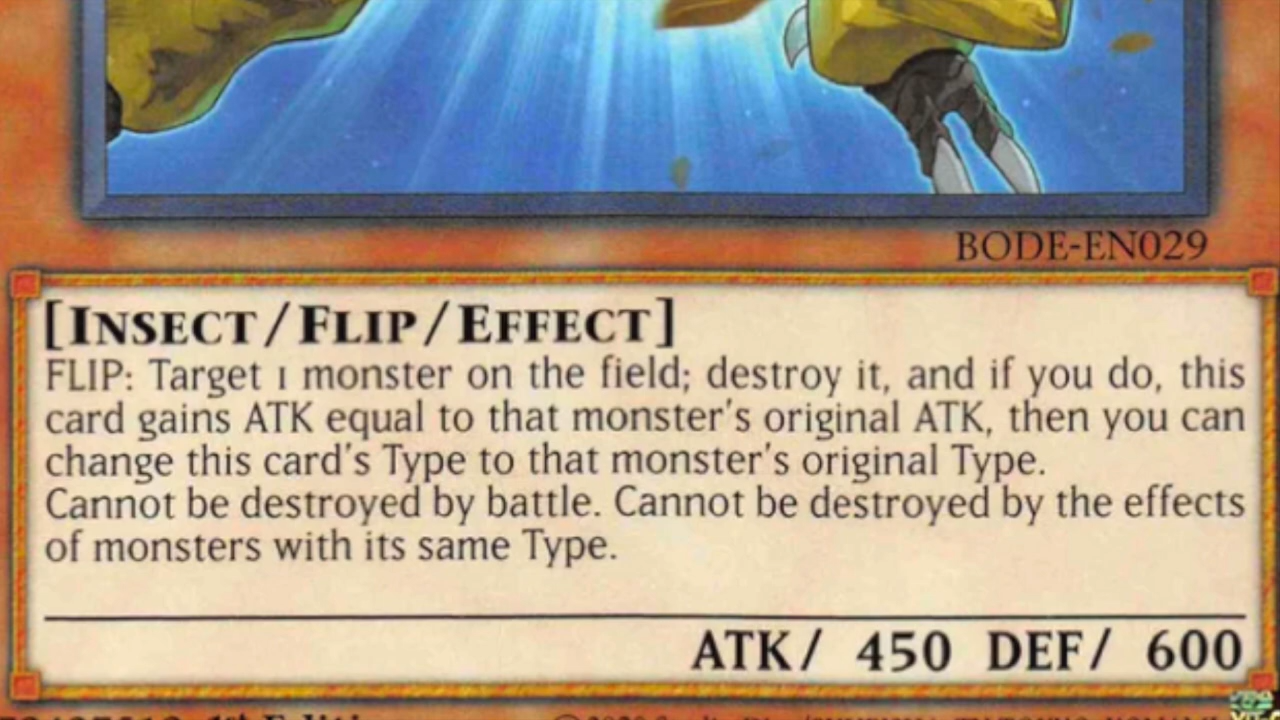 BODE-EN029
[INSECT/FLIP/EFFECT]
FLIP: Target 1 monster on the field; destroy it, and if you do, this
card gains ATK equal to that monster's original ATK, then you can
change this card's Type to that monster's original Type.
Cannot be destroyed by battle. Cannot be destroyed by the effects
of monsters with its same Type.
ATK/ 450 DEF/ 600